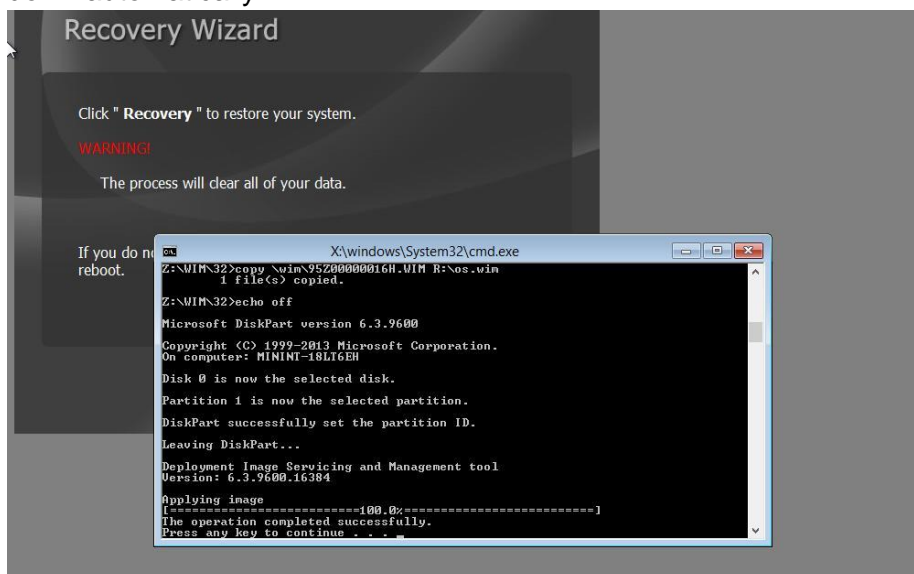 Recovery Wizard
Click " Recovery " to restore your system.
WARNING!
The process will clear all of your data.
If you do
reboot.
X:\windows\System32\cmd.exe
Z:\WIM\32>copy \wim\95Z00000016H.WIM R:\os.wim
1 file(s) copied.
Z:\WIM\32>echo off
Microsoft DiskPart version 6.3.9600
Copyright (C) 1999-2013 Microsoft Corporation.
On computer: MININT-18LT6EH
Disk 0 is now the selected disk.
Partition 1 is now the selected partition.
DiskPart successfully set the partition ID.
Leaving DiskPart...
Deployment Image Servicing and Management tool
Version: 6.3.9600.16384
Applying image
[==========================100.0%==========================]
The operation completed successfully.
Press any key to continue . . . _